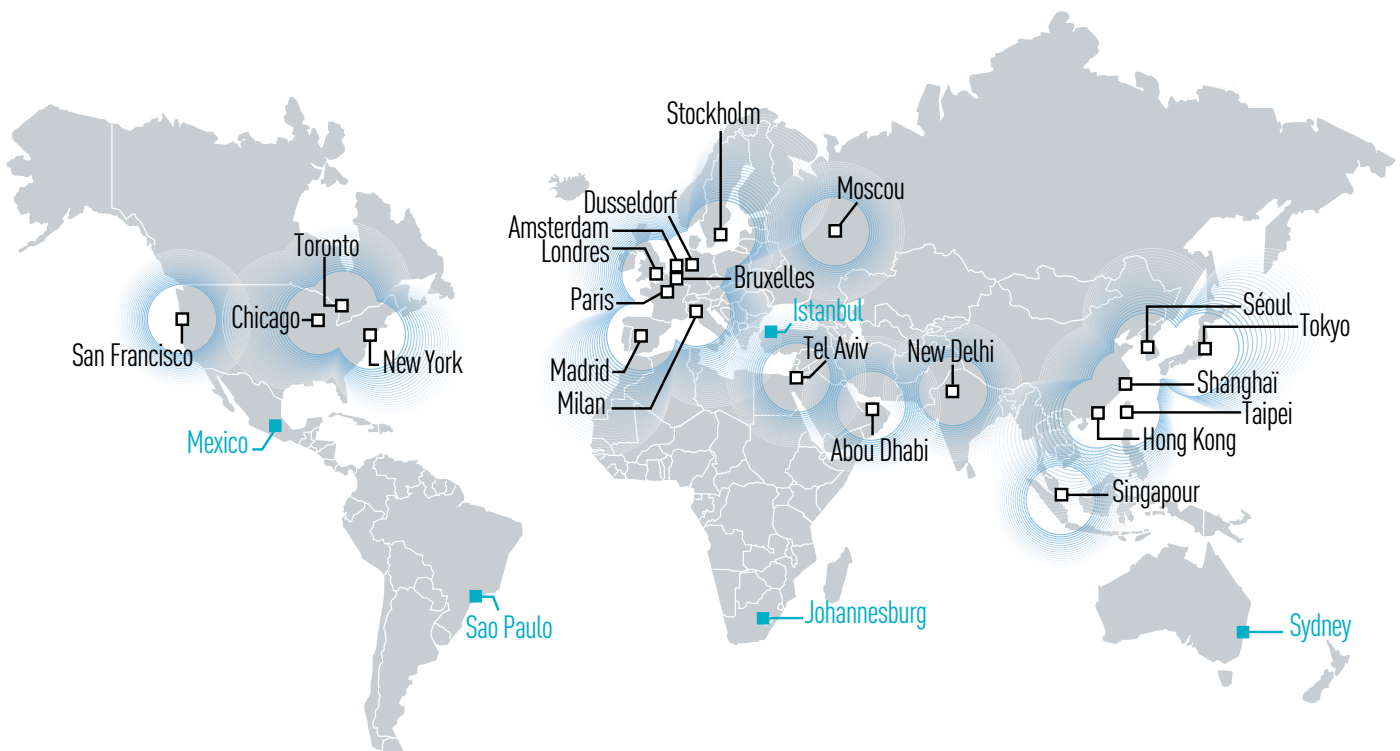 Stockholm
Moscou
Dusseldorf
Amsterdam
Londres
Bruxelles
Paris
Toronto
Chicago
San Francisco
New York
Istanbul
Séoul
Tokyo
Tel Aviv
New Delhi
Madrid
Milan
Shanghaï
Taipei
Hong Kong
Abou Dhabi
Mexico
Singapour
Sao Paulo
Johannesburg
Sydney